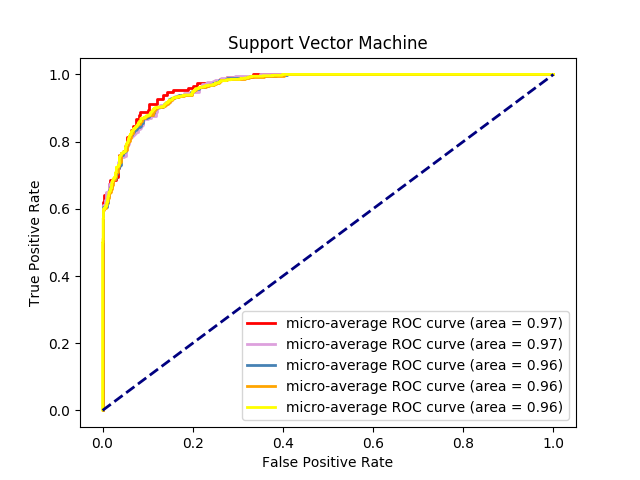 Support Vector Machine
True Positive Rate
1.0
0.8
0.6
0.4
0.2
0.0
micro-average ROC curve (area = 0.97)
micro-average ROC curve (area = 0.97)
micro-average ROC curve (area = 0.96)
micro-average ROC curve (area = 0.96)
micro-average ROC curve (area = 0.96)
0.0 0.2 0.4 0.6 0.8 1.0
False Positive Rate